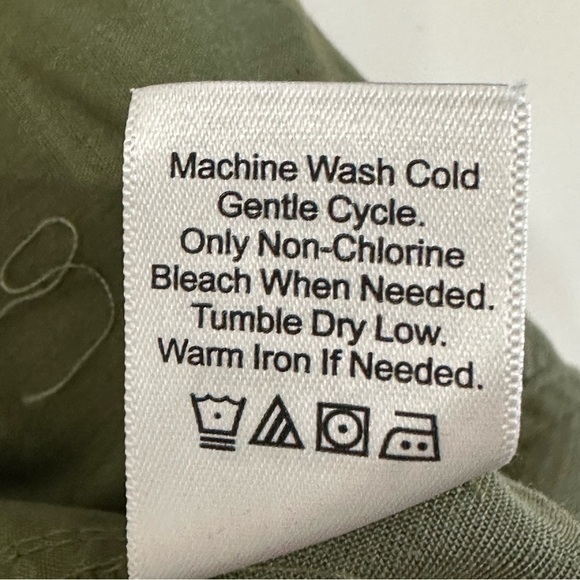 Machine Wash Cold
Gentle Cycle.
Only Non-Chlorine
Bleach When Needed.
Tumble Dry Low.
Warm Iron If Needed.